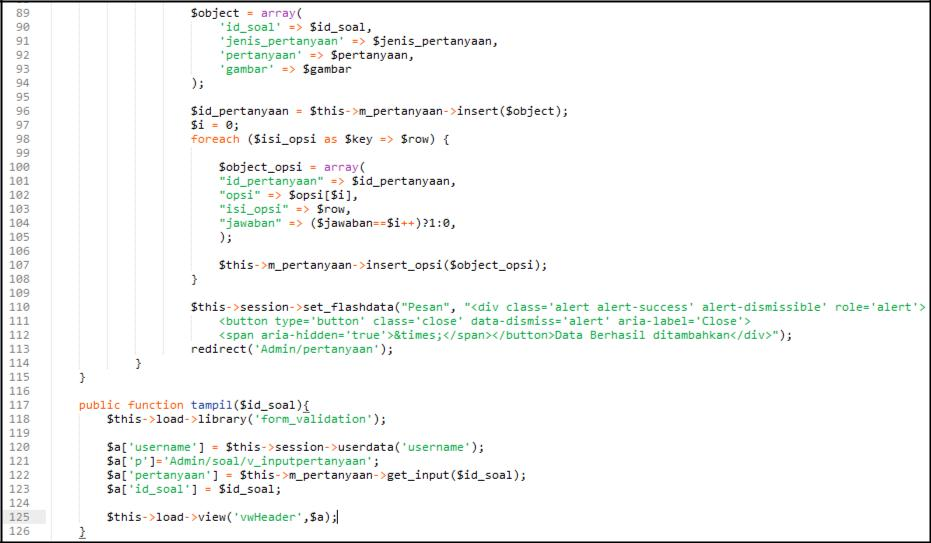 89 $object = array(
90 'id_soal' => $id_soal,
91 'jenis_pertanyaan' => $jenis_pertanyaan,
92 'pertanyaan' => $pertanyaan,
93 'gambar' => $gambar
94 );
95
96 $id_pertanyaan = $this->m_pertanyaan->insert($object);
97 $i = 0;
98 foreach ($isi_opsi as $key => $row) {
99
100 $object_opsi = array(
101 "id_pertanyaan" => $id_pertanyaan,
102 "opsi" => $opsi[$i],
103 "isi_opsi" => $row,
104 "jawaban" => ($jawaban==$i++)?1:0,
105 );
106
107 $this->m_pertanyaan->insert_opsi($object_opsi);
108 }
109
110 $this->session->set_flashdata("Pesan", "<div class='alert alert-success' alert-dismissible' role='alert'>
111 <button type='button' class='close' data-dismiss='alert' aria-label='Close'>
112 <span aria-hidden='true'>&times;</span></button>Data Berhasil ditambahkan</div>");
113 redirect('Admin/pertanyaan');
114 }
115 }
116
117 public function tampil($id_soal){
118 $this->load->library('form_validation');
119
120 $a['username'] = $this->session->userdata('username');
121 $a['p']='Admin/soal/v_inputpertanyaan';
122 $a['pertanyaan'] = $this->m_pertanyaan->get_input($id_soal);
123 $a['id_soal'] = $id_soal;
124
125 $this->load->view('vwHeader',$a);
126 }